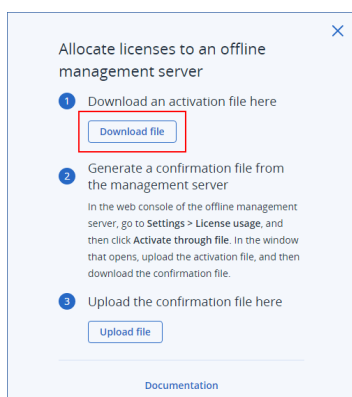 Allocate licenses to an offline
management server
1 Download an activation file here
Download file
2 Generate a confirmation file from
the management server
In the web console of the offline management
server, go to Settings > License usage, and
then click Activate through file. In the window
that opens, upload the activation file, and then
download the confirmation file.
3 Upload the confirmation file here
Upload file
Documentation